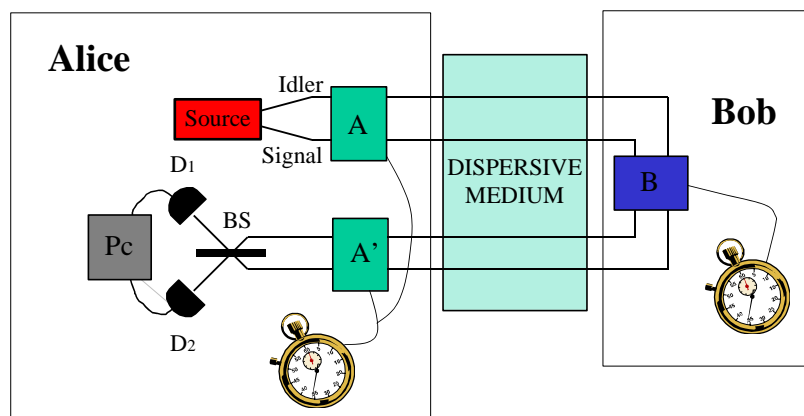 Alice
Idler
Source
A
Signal
DISPERSIVE
MEDIUM
Bob
B
D1
BS
Pc
A’
D2